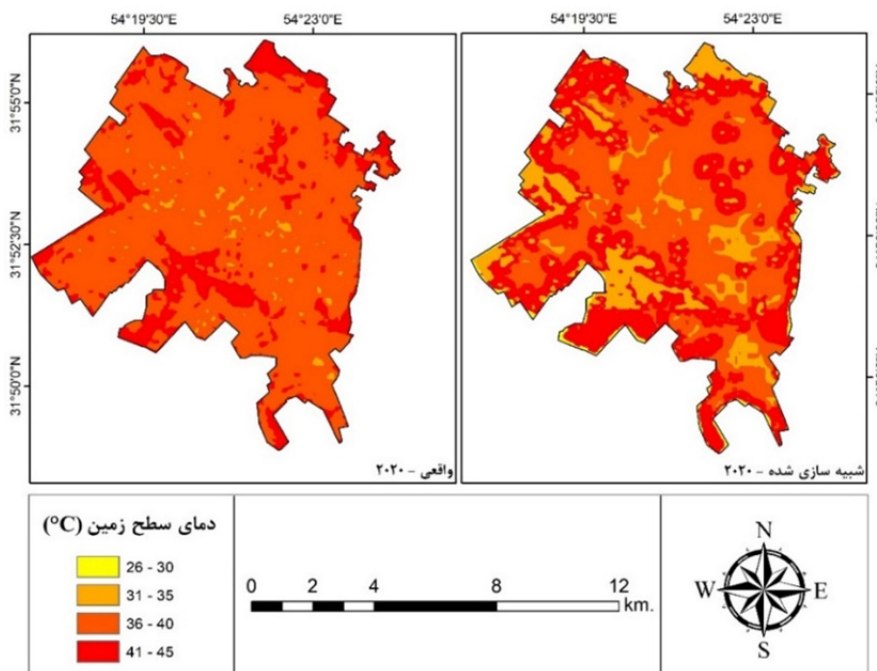 54°19'30"E
54°23'0"E
54°19'30"E
54°23'0"E
31°55'0"N
31°52'30"N
31°50'0"N
واقعی - ۲۰۲۰
شبیه سازی شده - ۲۰۲۰
دمای سطح زمین (°C)
26 - 30
31 - 35
36 - 40
41 - 45
0 2 4 8 12
km.
N
W E
S